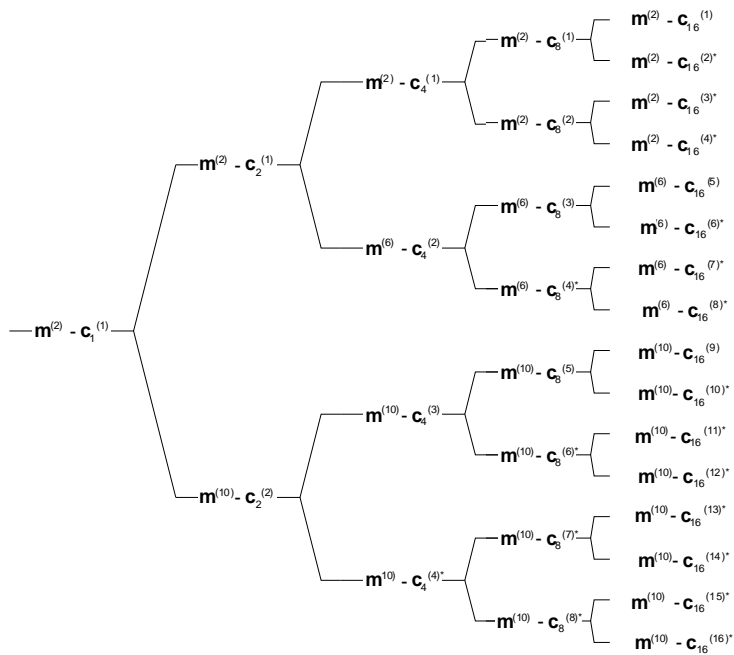 m(2) - c1(1)
m(2) - c2(1)
m(10) - c2(2)
m(2) - c4(1)
m(6) - c4(2)
m(10) - c4(3)
m10) - c4(4)*
m(2) - c8(1)
m(2) - c8(2)
m(6) - c8(3)
m(6) - c8(4)*
m(10) - c8(5)
m(10) - c8(6)*
m(10) - c8(7)*
m(10) - c8(8)*
m(2) - c16(1)
m(2) - c16(2)*
m(2) - c16(3)*
m(2) - c16(4)*
m(6) - c16(5)
m(6) - c16(6)*
m(6) - c16(7)*
m(6) - c16(8)*
m(10) - c16(9)
m(10) - c16(10)*
m(10) - c16(11)*
m(10) - c16(12)*
m(10) - c16(13)*
m(10) - c16(14)*
m(10) - c16(15)*
m(10) - c16(16)*